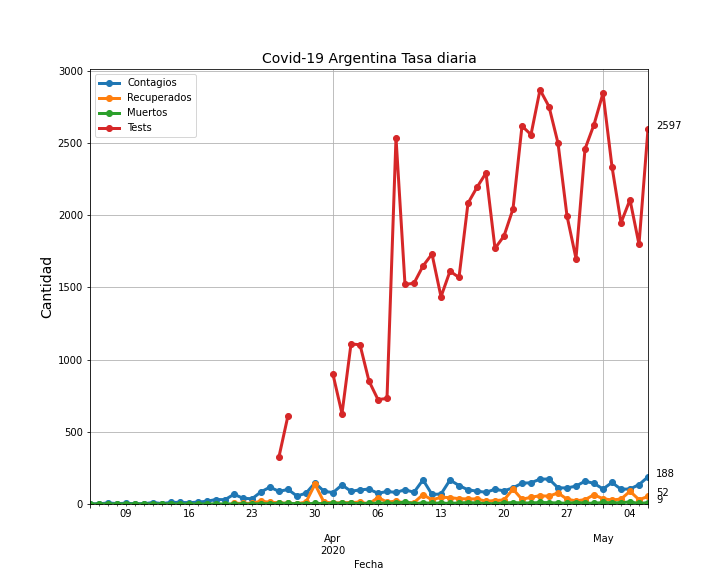 Covid-19 Argentina Tasa diaria
3000
2500
2000
1500
1000
500
0
Cantidad
Contagios
Recuperados
Muertos
Tests
2597
188
52
9
09
16
23
30
06
13
20
27
04
Apr
2020
May
Fecha